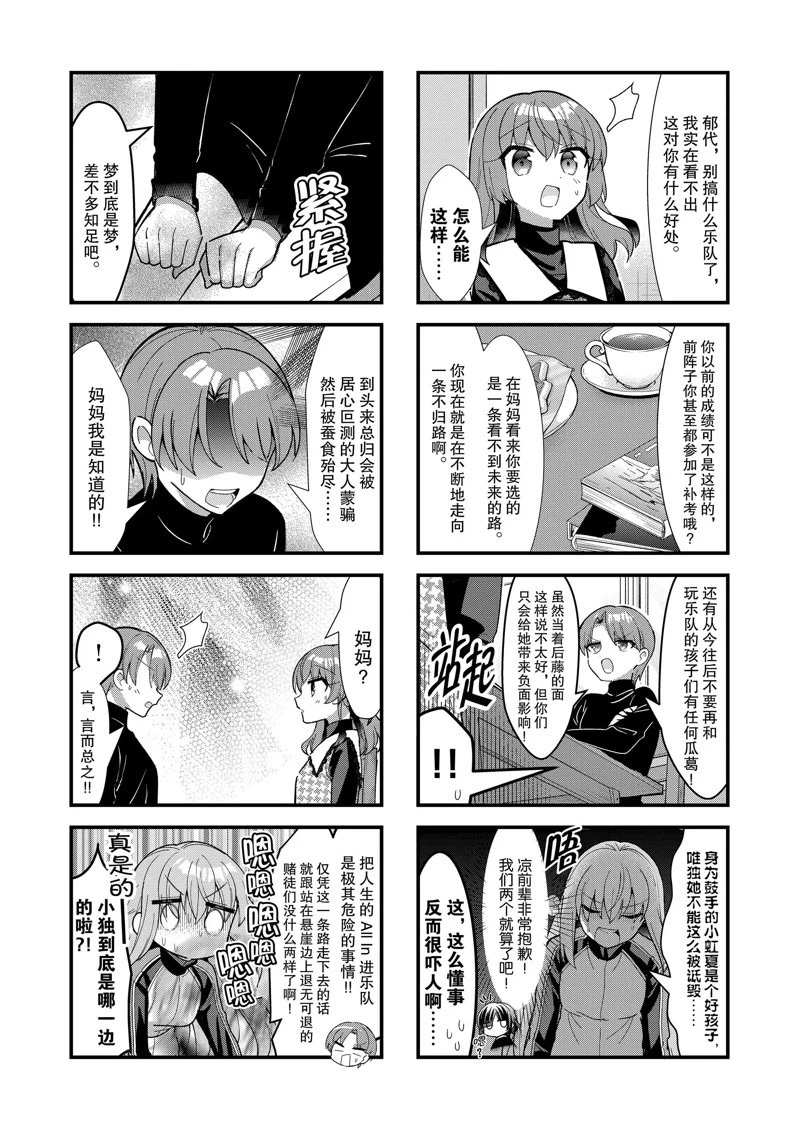 郁代，别搞什么乐队了，
我实在看不出
这对你有什么好处。
怎么能
这样……
你以前的成绩可不是这样的，
前阵子你甚至都参加了补考哦？
在妈妈看来你要选的
是一条看不到未来的路。
你现在就是在不断地走向
一条不归路啊。
还有从今往后不要再和
玩乐队的孩子们有任何瓜葛！
虽然当着后藤的面
这样说不太好，但你们
只会给她带来负面影响！
站起
!!
身为鼓手的小虹夏是个好孩子，
唯独她不能这么被诋毁……
唔
凉前辈非常抱歉！
我们两个就算了吧！
这，这么懂事
反而很吓人啊……
嗯？
紧握
梦到底是梦，
差不多知足吧。
到头来总归会被
居心叵测的大人蒙骗
然后被蚕食殆尽……
妈妈我是知道的!!
妈妈？
！
言，言而总之!!
把人生的 All In 进乐队
是极其危险的事情!!
仅凭这一条路走下去的话
就跟站在悬崖边上退无可退的
赌徒们没什么两样了啊！
嗯嗯嗯嗯
嗯嗯
真是的
小独到底是哪一边
的啦?!